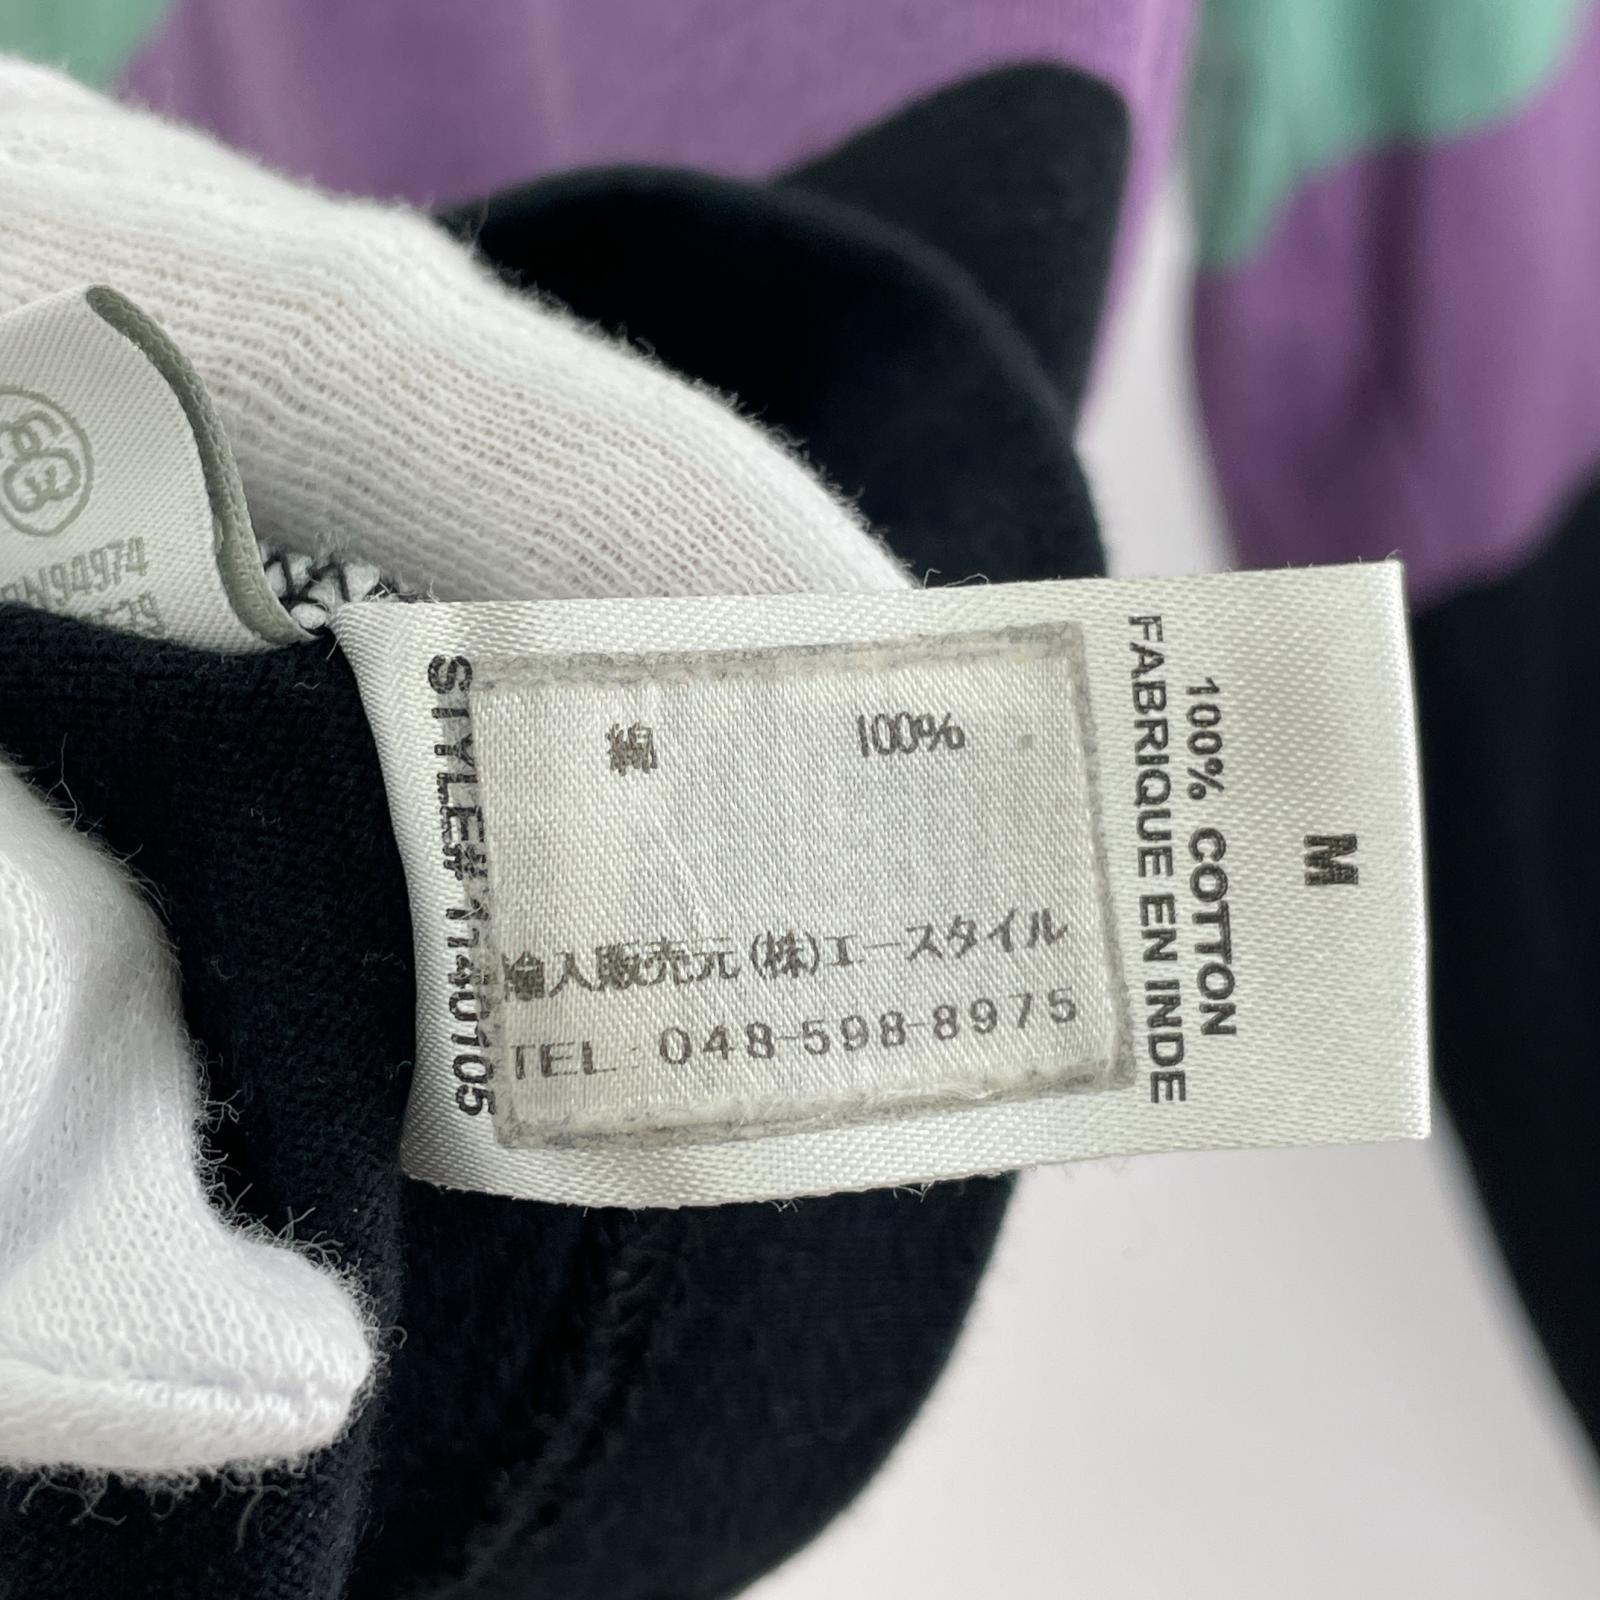 綿 100%
輸入販売元 (株)エースタイル
TEL: 048-598-8975
STYLE# 1140105
FABRIQUE EN INDE
100% COTTON
M
94974